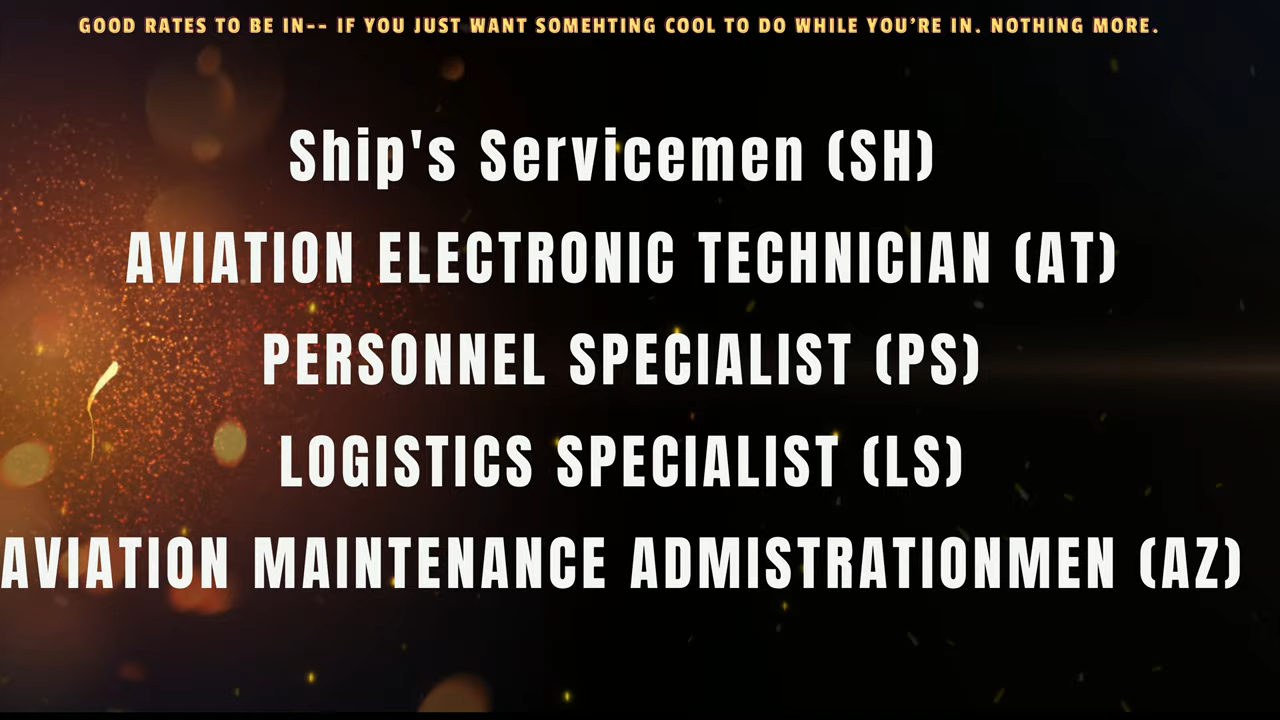 GOOD RATES TO BE IN-- IF YOU JUST WANT SOMEHTING COOL TO DO WHILE YOU'RE IN. NOTHING MORE.
Ship's Servicemen (SH)
AVIATION ELECTRONIC TECHNICIAN (AT)
PERSONNEL SPECIALIST (PS)
LOGISTICS SPECIALIST (LS)
AVIATION MAINTENANCE ADMISTRATIONMEN (AZ)